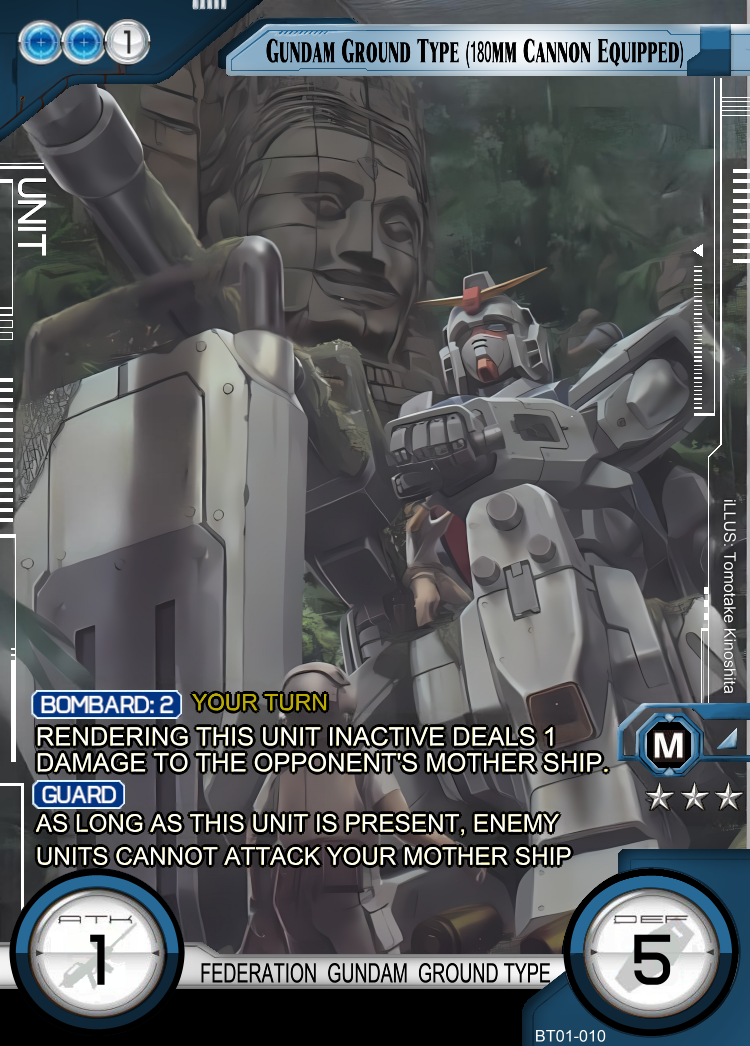 1
GUNDAM GROUND TYPE (180MM CANNON EQUIPPED)
UNIT
iLLUS: Tomotake Kinoshita
BOMBARD: 2 YOUR TURN
RENDERING THIS UNIT INACTIVE DEALS 1
DAMAGE TO THE OPPONENT'S MOTHER SHIP.
GUARD
AS LONG AS THIS UNIT IS PRESENT, ENEMY
UNITS CANNOT ATTACK YOUR MOTHER SHIP
M
ATK
1
FEDERATION GUNDAM GROUND TYPE
DEF
5
BT01-010